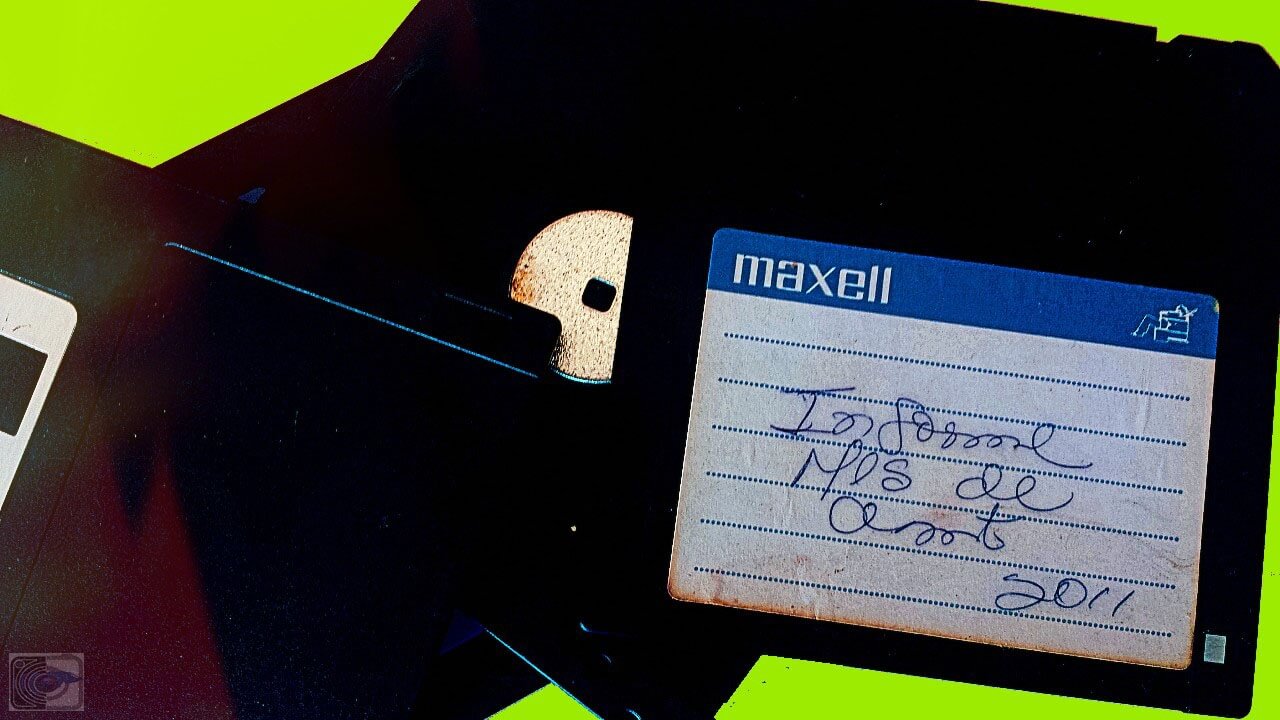 maxell
Informe
Mes de
Agosto
2011